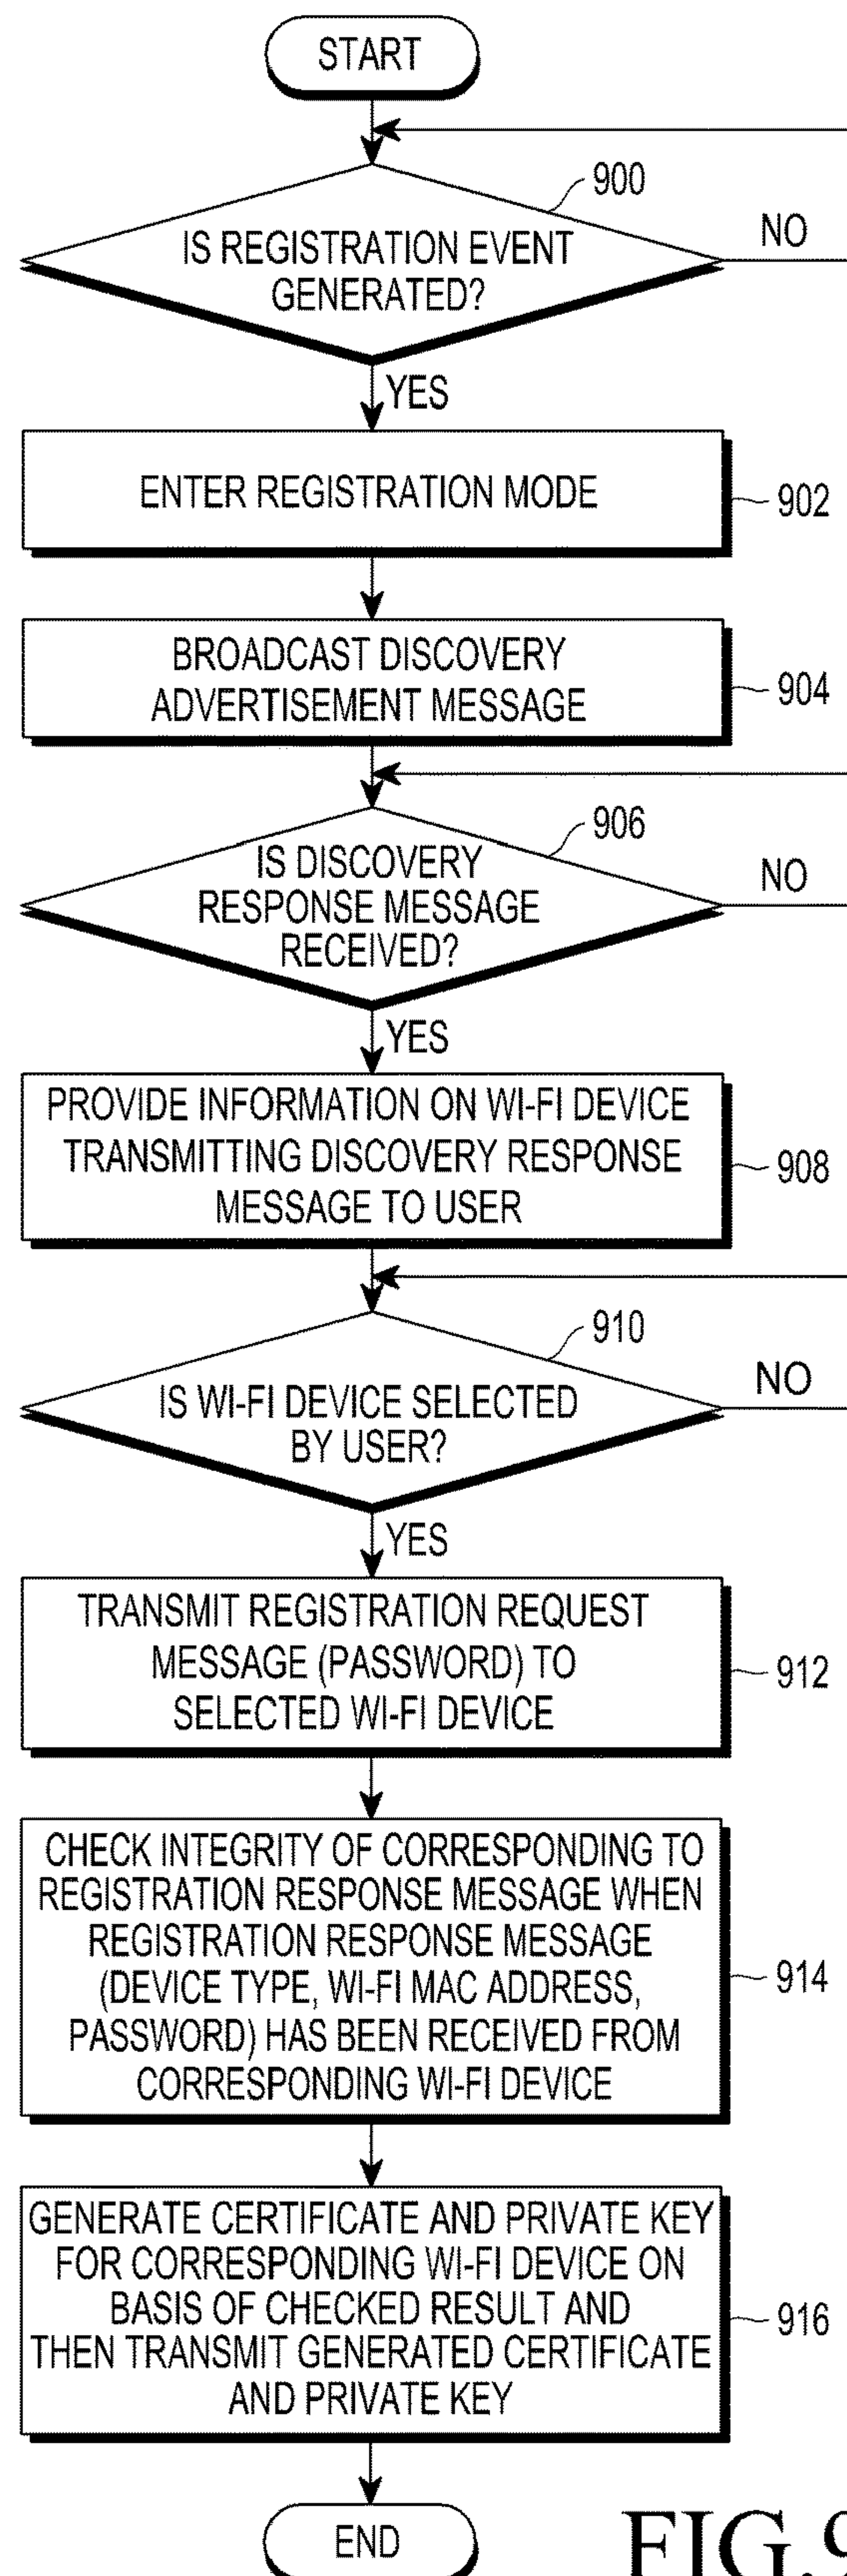 START
900
IS REGISTRATION EVENT
GENERATED?
NO
YES
ENTER REGISTRATION MODE
902
BROADCAST DISCOVERY
ADVERTISEMENT MESSAGE
904
906
IS DISCOVERY
RESPONSE MESSAGE
RECEIVED?
NO
YES
PROVIDE INFORMATION ON WI-FI DEVICE
TRANSMITTING DISCOVERY RESPONSE
MESSAGE TO USER
908
910
IS WI-FI DEVICE SELECTED
BY USER?
NO
YES
TRANSMIT REGISTRATION REQUEST
MESSAGE (PASSWORD) TO
SELECTED WI-FI DEVICE
912
CHECK INTEGRITY OF CORRESPONDING TO
REGISTRATION RESPONSE MESSAGE WHEN
REGISTRATION RESPONSE MESSAGE
(DEVICE TYPE, WI-FI MAC ADDRESS,
PASSWORD) HAS BEEN RECEIVED FROM
CORRESPONDING WI-FI DEVICE
914
GENERATE CERTIFICATE AND PRIVATE KEY
FOR CORRESPONDING WI-FI DEVICE ON
BASIS OF CHECKED RESULT AND
THEN TRANSMIT GENERATED CERTIFICATE
AND PRIVATE KEY
916
END
FIG.9